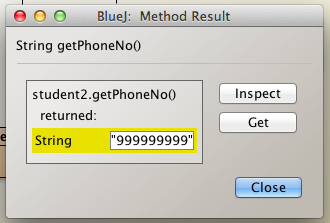 BlueJ: Method Result
String getPhoneNo()
student2.getPhoneNo()
returned:
String "999999999"
Inspect
Get
Close